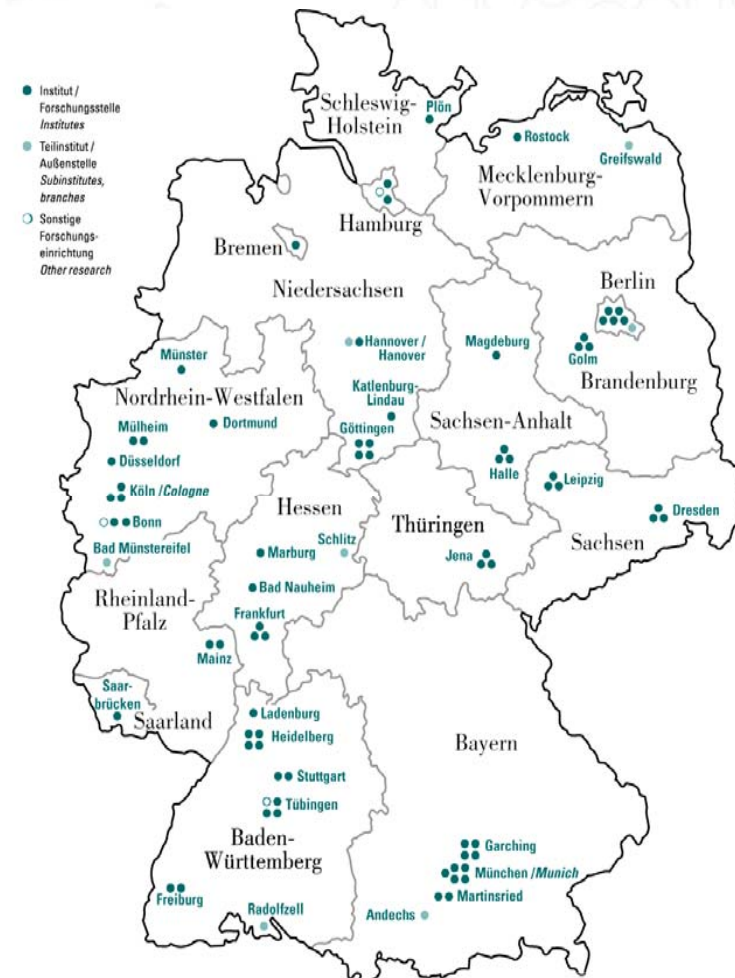 Institut /
Forschungsstelle
Institutes
Teilinstitut /
Außenstelle
Subinstitutes,
branches
Sonstige
Forschungs-
einrichtung
Other research
Schleswig-
Holstein
Plön
Rostock
Greifswald
Mecklenburg-
Vorpommern
Hamburg
Bremen
Niedersachsen
Berlin
Golm
Brandenburg
Hannover /
Hanover
Magdeburg
Münster
Nordrhein-Westfalen
Katlenburg-
Lindau
Sachsen-Anhalt
Mülheim
Dortmund
Göttingen
Düsseldorf
Halle
Leipzig
Köln /Cologne
Hessen
Dresden
Bonn
Thüringen
Schlitz
Sachsen
Bad Münstereifel
Marburg
Jena
Rheinland-
Pfalz
Bad Nauheim
Frankfurt
Mainz
Saar-
brücken
Saarland
Ladenburg
Heidelberg
Bayern
Stuttgart
Tübingen
Baden-
Württemberg
Garching
München /Munich
Martinsried
Freiburg
Radolfzell
Andechs